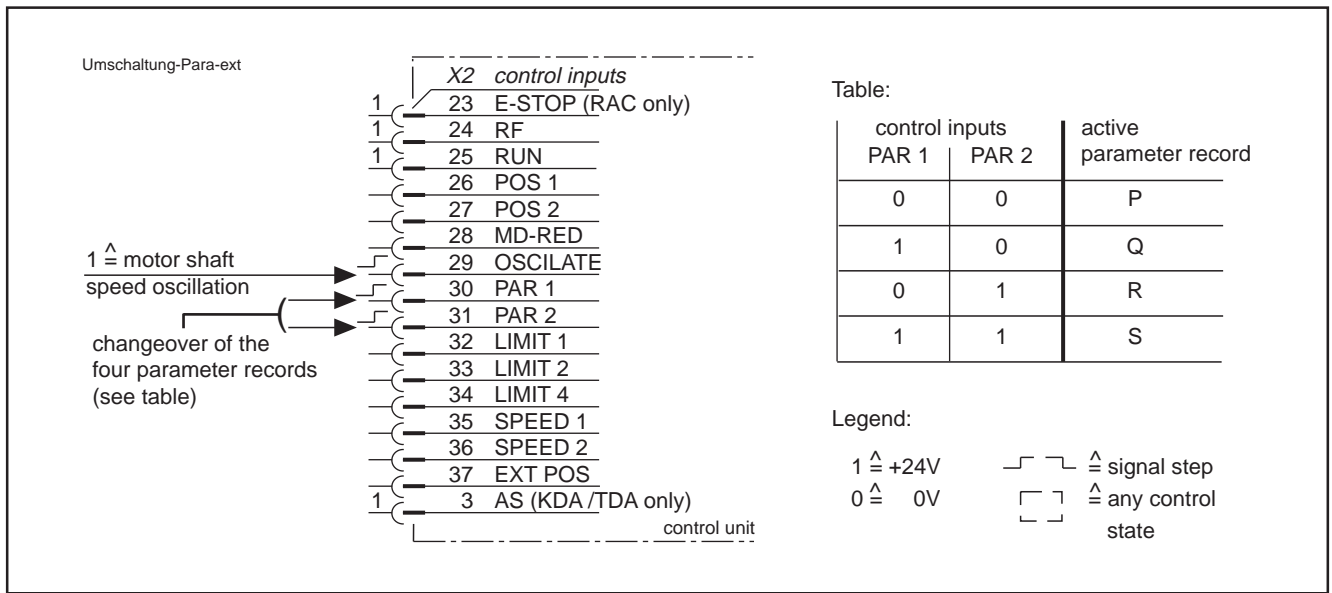 Umschaltung-Para-ext
X2 control inputs
1 23 E-STOP (RAC only)
1 24 RF
1 25 RUN
26 POS 1
27 POS 2
28 MD-RED
29 OSCILATE
30 PAR 1
31 PAR 2
32 LIMIT 1
33 LIMIT 2
34 LIMIT 4
35 SPEED 1
36 SPEED 2
37 EXT POS
1 3 AS (KDA /TDA only)
control unit
1 ≙ motor shaft
speed oscillation
changeover of the
four parameter records
(see table)
Table:
control inputs active
PAR 1 PAR 2 parameter record
0 0 P
1 0 Q
0 1 R
1 1 S
Legend:
1 ≙ +24V ≙ signal step
0 ≙ 0V ≙ any control
state